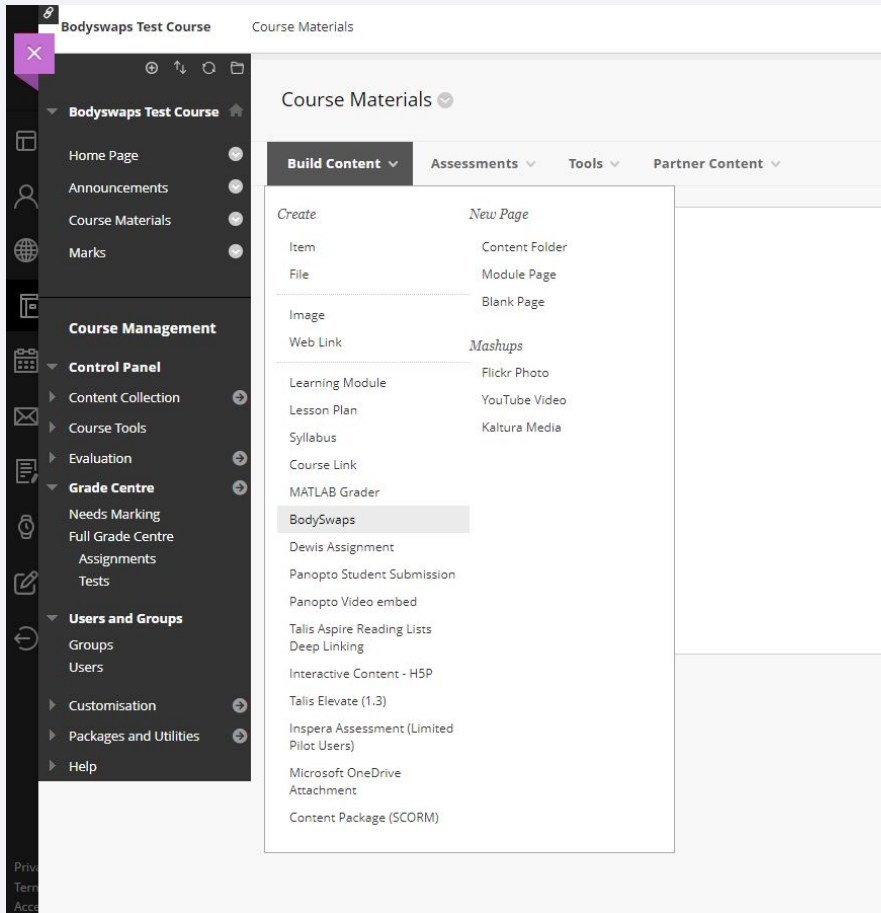 Bodyswaps Test Course
Course Materials
Bodyswaps Test Course
Home Page
Announcements
Course Materials
Marks
Course Management
Control Panel
Content Collection
Course Tools
Evaluation
Grade Centre
Needs Marking
Full Grade Centre
Assignments
Tests
Users and Groups
Groups
Users
Customisation
Packages and Utilities
Help
Course Materials
Build Content
Assessments
Tools
Partner Content
Create
Item
File
Image
Web Link
Learning Module
Lesson Plan
Syllabus
Course Link
MATLAB Grader
BodySwaps
Dewis Assignment
Panopto Student Submission
Panopto Video embed
Talis Aspire Reading Lists
Deep Linking
Interactive Content - H5P
Talis Elevate (1.3)
Inspera Assessment (Limited
Pilot Users)
Microsoft OneDrive
Attachment
Content Package (SCORM)
New Page
Content Folder
Module Page
Blank Page
Mashups
Flickr Photo
YouTube Video
Kaltura Media